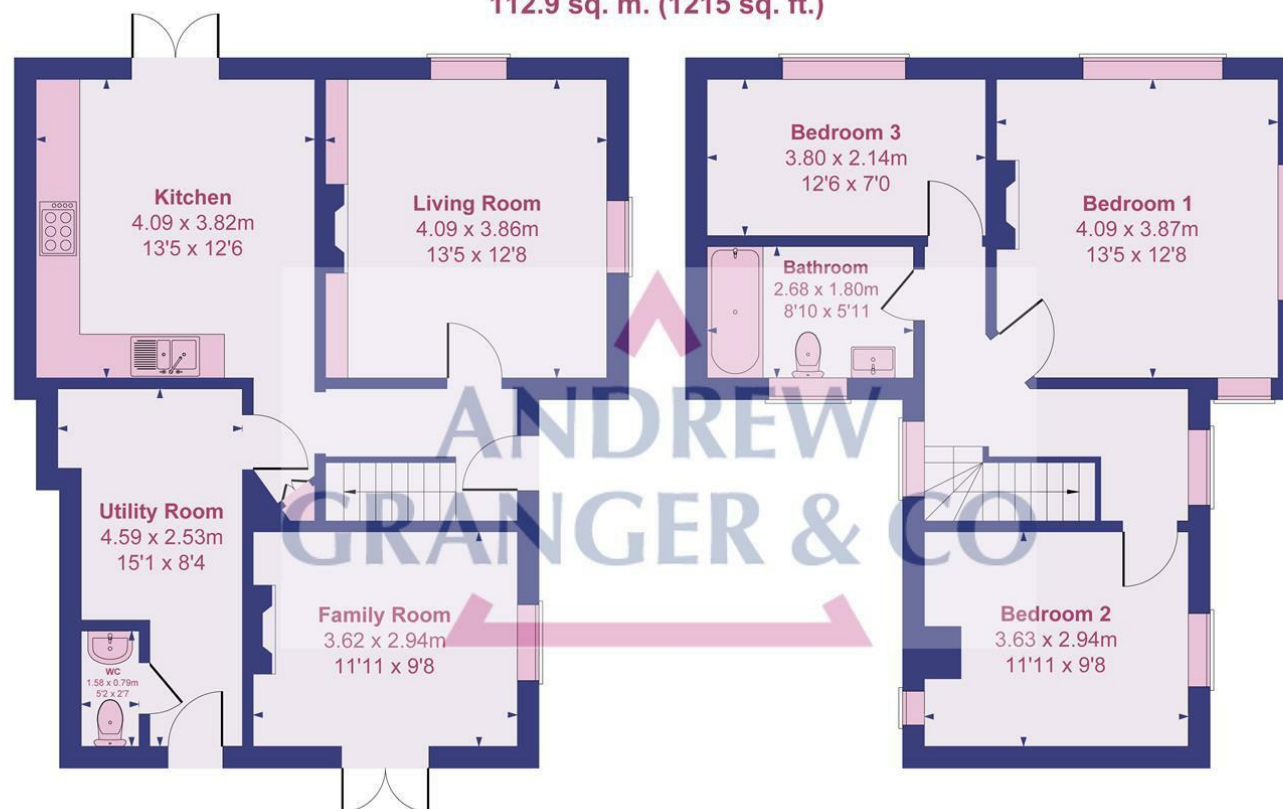 112.9 sq. m. (1215 sq. ft.)
Kitchen
4.09 x 3.82m
13'5 x 12'6
Living Room
4.09 x 3.86m
13'5 x 12'8
Utility Room
4.59 x 2.53m
15'1 x 8'4
WC
1.58 x 0.79m
5'2 x 2'7
Family Room
3.62 x 2.94m
11'11 x 9'8
Bedroom 3
3.80 x 2.14m
12'6 x 7'0
Bedroom 1
4.09 x 3.87m
13'5 x 12'8
Bathroom
2.68 x 1.80m
8'10 x 5'11
Bedroom 2
3.63 x 2.94m
11'11 x 9'8
ANDREW
GRANGER & CO